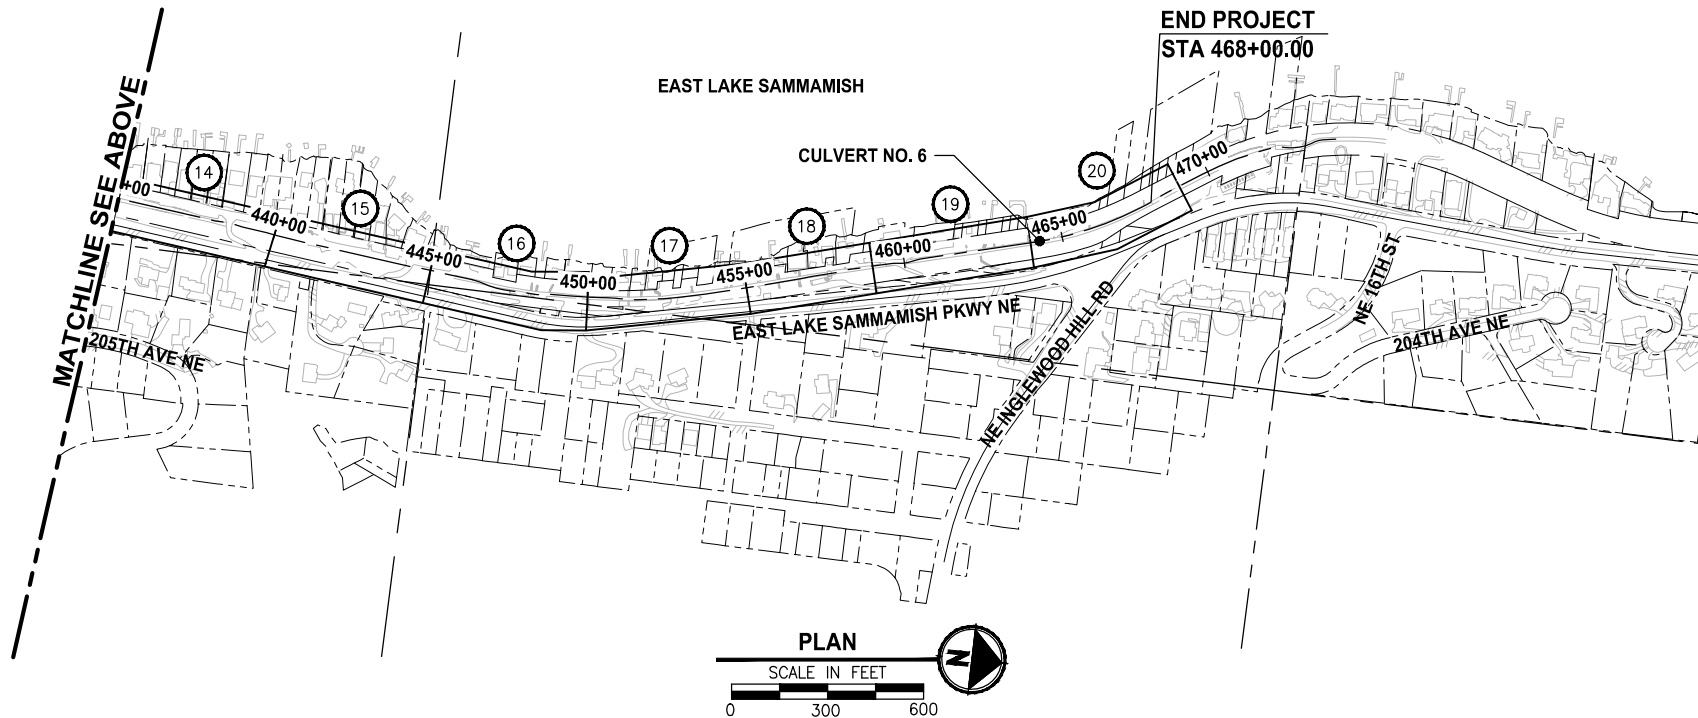 END PROJECT
STA 468+00.00
EAST LAKE SAMMAMISH
CULVERT NO. 6
MATCHLINE SEE ABOVE
14
15
16
17
18
19
20
+00
440+00
445+00
450+00
455+00
460+00
465+00
470+00
EAST LAKE SAMMAMISH PKWY NE
205TH AVE NE
NE INGLEWOOD HILL RD
NE 16TH ST
204TH AVE NE
PLAN
SCALE IN FEET
0 300 600
N